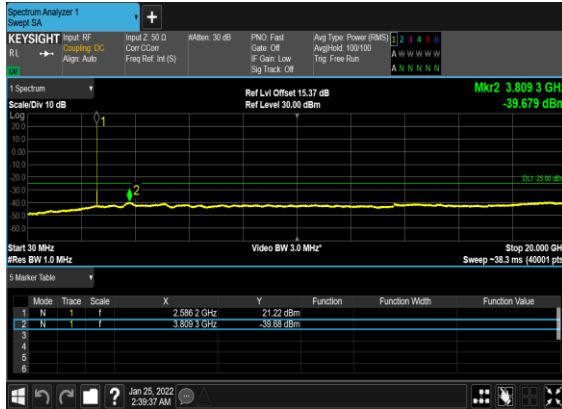 Spectrum Analyzer 1
Swept SA
+
KEYSIGHT Input: RF Input Z: 50 Ω #Atten: 30 dB PNO: Fast Avg Type: Power (RMS) 1 2 3 4 5 6
RL Coupling: DC Corr CCorr Gate: Off Avg|Hold: 100/100 A W W W W W
Align: Auto Freq Ref: Int (S) IF Gain: Low Trig: Free Run
Sig Track: Off A N N N N N
1 Spectrum Ref Lvl Offset 15.37 dB Mkr2 3.809 3 GHz
Scale/Div 10 dB Ref Level 30.00 dBm -39.679 dBm
Log
20.0
10.0
0.00
-10.0
-20.0
-30.0
-40.0
-50.0
-60.0
1
2
DL1 -25.00 dBm
Start 30 MHz Video BW 3.0 MHz* Stop 20.000 GH
#Res BW 1.0 MHz Sweep ~38.3 ms (40001 pts
5 Marker Table
Mode Trace Scale X Y Function Function Width Function Value
1 N 1 f 2.586 2 GHz 21.22 dBm
2 N 1 f 3.809 3 GHz -39.68 dBm
3
4
5
6
? Jan 25, 2022
2:39:37 AM